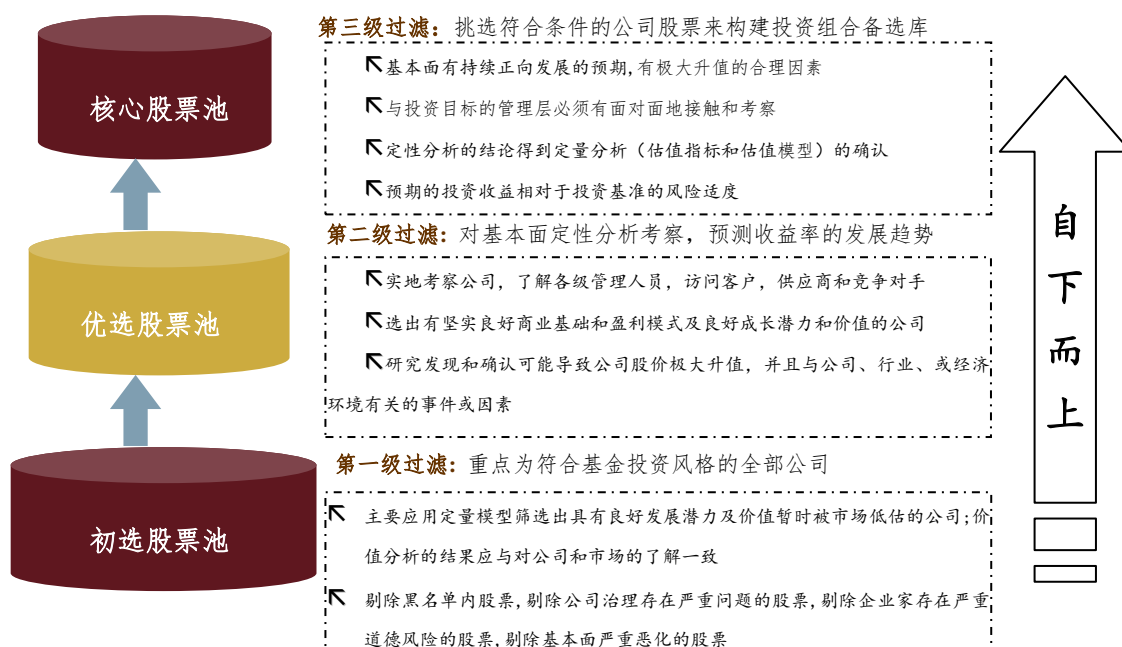 第三级过滤：挑选符合条件的公司股票来构建投资组合备选库
核心股票池
基本面有持续正向发展的预期,有极大升值的合理因素
与投资目标的管理层必须有面对面地接触和考察
定性分析的结论得到定量分析（估值指标和估值模型）的确认
预期的投资收益相对于投资基准的风险适度
第二级过滤：对基本面定性分析考察，预测收益率的发展趋势
优选股票池
实地考察公司，了解各级管理人员，访问客户，供应商和竞争对手
选出有坚实良好商业基础和盈利模式及良好成长潜力和价值的公司
研究发现和确认可能导致公司股价极大升值，并且与公司、行业、或经济
环境有关的事件或因素
第一级过滤：重点为符合基金投资风格的全部公司
初选股票池
主要应用定量模型筛选出具有良好发展潜力及价值暂时被市场低估的公司;价
值分析的结果应与对公司和市场的了解一致
剔除黑名单内股票,剔除公司治理存在严重问题的股票,剔除企业家存在严重
道德风险的股票,剔除基本面严重恶化的股票
自
下
而
上